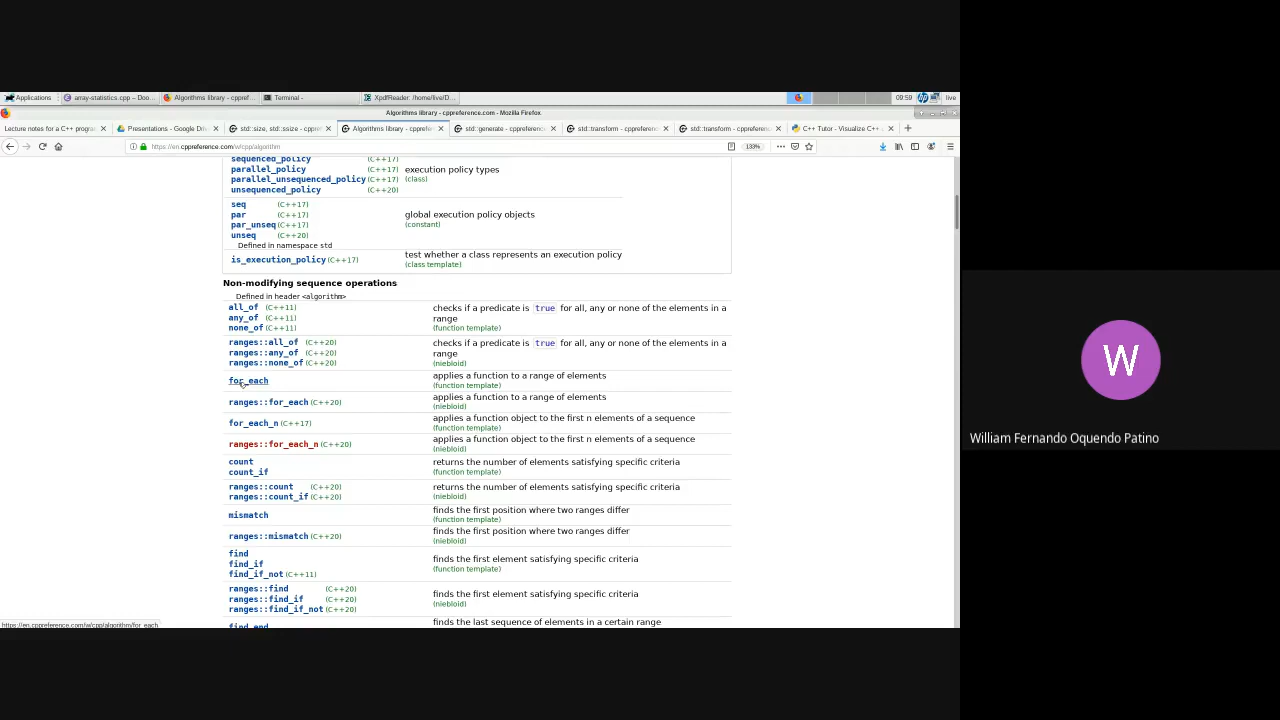 Applications array-statistics.cpp – Doo... Algorithms library - cppref... Terminal - XpdfReader: /home/live/D... 09:59 live
Algorithms library - cppreference.com - Mozilla Firefox
Lecture notes for a C++ progra Presentations - Google Driv std::size, std::ssize - cpprefe Algorithms library - cpprefere std::generate - cppreference. std::transform - cppreference std::transform - cppreference C++ Tutor - Visualize C++ .
https://en.cppreference.com/w/cpp/algorithm 133%
sequenced_policy (C++17)
parallel_policy (C++17) execution policy types
parallel_unsequenced_policy (C++17) (class)
unsequenced_policy (C++20)
seq (C++17)
par (C++17) global execution policy objects
par_unseq (C++17) (constant)
unseq (C++20)
Defined in namespace std
is_execution_policy (C++17) test whether a class represents an execution policy
(class template)
Non-modifying sequence operations
Defined in header <algorithm>
all_of (C++11) checks if a predicate is true for all, any or none of the elements in a
any_of (C++11) range
none_of (C++11) (function template)
ranges::all_of (C++20) checks if a predicate is true for all, any or none of the elements in a
ranges::any_of (C++20) range
ranges::none_of (C++20) (niebloid)
for_each applies a function to a range of elements
(function template)
ranges::for_each (C++20) applies a function to a range of elements
(niebloid)
for_each_n (C++17) applies a function object to the first n elements of a sequence
(function template)
ranges::for_each_n (C++20) applies a function object to the first n elements of a sequence
(niebloid)
count returns the number of elements satisfying specific criteria
count_if (function template)
ranges::count (C++20) returns the number of elements satisfying specific criteria
ranges::count_if (C++20) (niebloid)
mismatch finds the first position where two ranges differ
(function template)
ranges::mismatch (C++20) finds the first position where two ranges differ
(niebloid)
find
find_if finds the first element satisfying specific criteria
find_if_not (C++11) (function template)
ranges::find (C++20)
ranges::find_if (C++20) finds the first element satisfying specific criteria
ranges::find_if_not (C++20) (niebloid)
find_end finds the last sequence of elements in a certain range
https://en.cppreference.com/w/cpp/algorithm/for_each
W
William Fernando Oquendo Patino